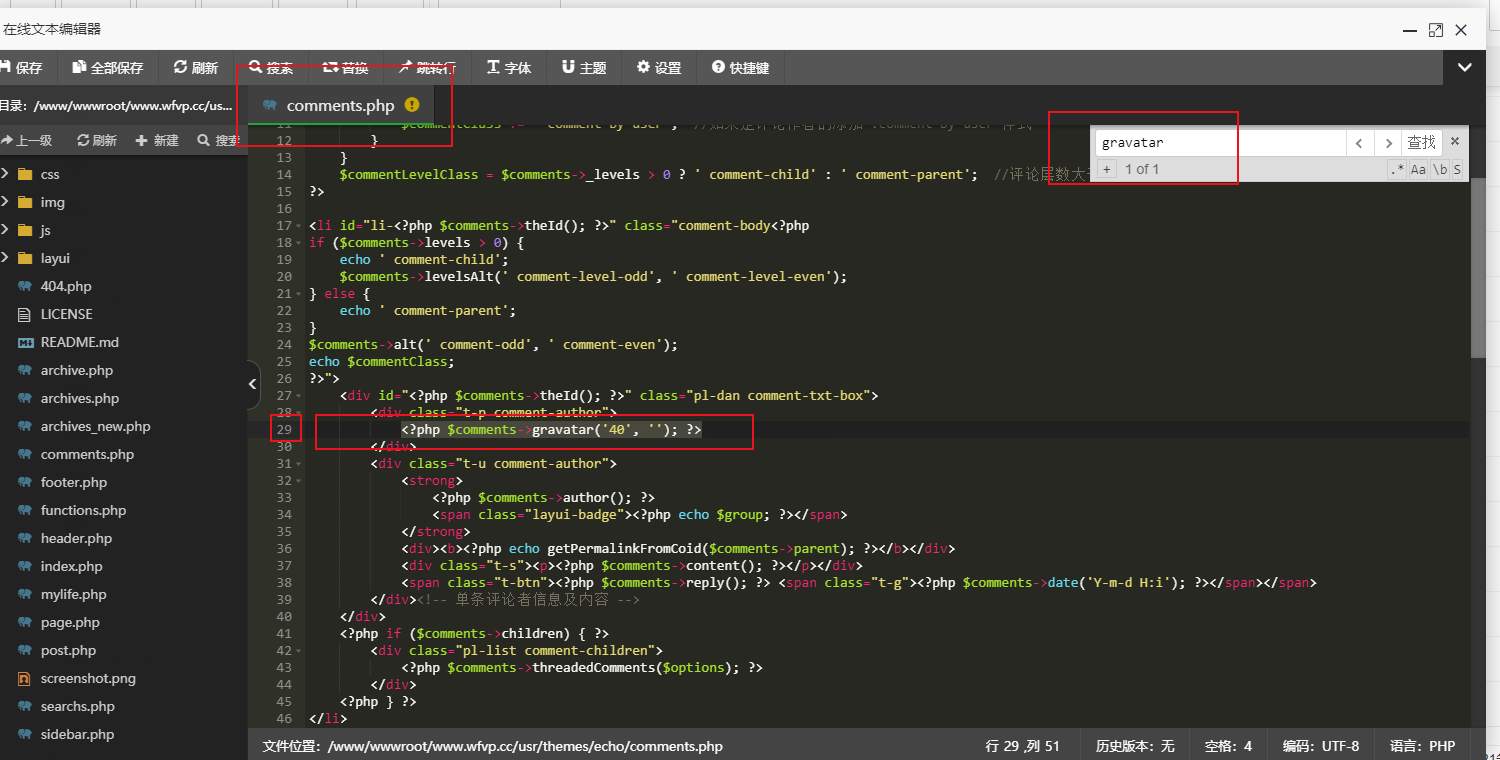 在线文本编辑器
保存 全部保存 刷新 搜索 替换 跳转行 字体 主题 设置 快捷键
目录：/www/wwwroot/www.wfvp.cc/us...
comments.php
上一级 刷新 新建 搜索
gravatar
查找
+ 1 of 1 .* Aa \b S
css
img
js
layui
404.php
LICENSE
README.md
archive.php
archives.php
archives_new.php
comments.php
footer.php
functions.php
header.php
index.php
mylife.php
page.php
post.php
screenshot.png
searchs.php
sidebar.php
12 }
13 }
14 $commentLevelClass = $comments->_levels > 0 ? ' comment-child' : ' comment-parent'; //评论层数大
15 ?>
16
17 <li id="li-<?php $comments->theId(); ?>" class="comment-body<?php
18 if ($comments->levels > 0) {
19 echo ' comment-child';
20 $comments->levelsAlt(' comment-level-odd', ' comment-level-even');
21 } else {
22 echo ' comment-parent';
23 }
24 $comments->alt(' comment-odd', ' comment-even');
25 echo $commentClass;
26 ?>">
27 <div id="<?php $comments->theId(); ?>" class="pl-dan comment-txt-box">
28 <div class="t-p comment-author">
29 <?php $comments->gravatar('40', ''); ?>
30 </div>
31 <div class="t-u comment-author">
32 <strong>
33 <?php $comments->author(); ?>
34 <span class="layui-badge"><?php echo $group; ?></span>
35 </strong>
36 <div><b><?php echo getPermalinkFromCoid($comments->parent); ?></b></div>
37 <div class="t-s"><p><?php $comments->content(); ?></p></div>
38 <span class="t-btn"><?php $comments->reply(); ?> <span class="t-g"><?php $comments->date('Y-m-d H:i'); ?></span></span>
39 </div><!-- 单条评论者信息及内容 -->
40 </div>
41 <?php if ($comments->children) { ?>
42 <div class="pl-list comment-children">
43 <?php $comments->threadedComments($options); ?>
44 </div>
45 <?php } ?>
46 </li>
文件位置：/www/wwwroot/www.wfvp.cc/usr/themes/echo/comments.php 行 29 ,列 51 历史版本：无 空格：4 编码：UTF-8 语言：PHP